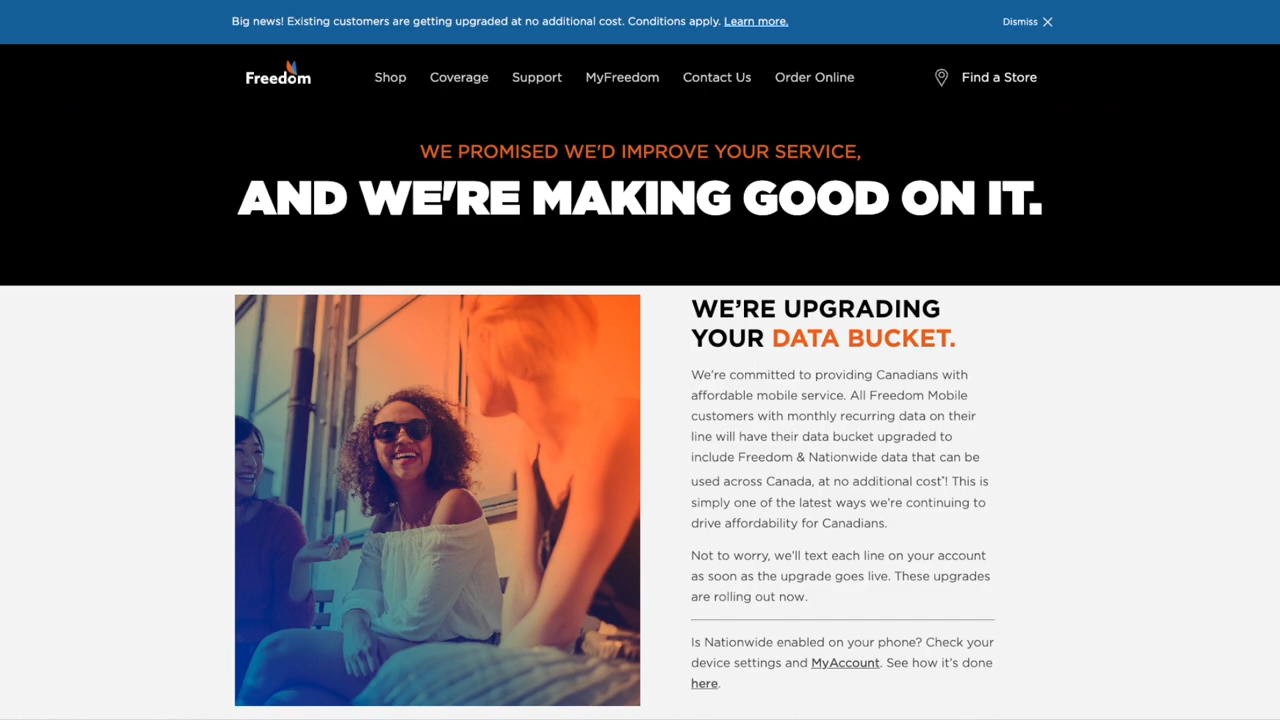 Big news! Existing customers are getting upgraded at no additional cost. Conditions apply. Learn more.
Dismiss
Freedom
Shop
Coverage
Support
MyFreedom
Contact Us
Order Online
Find a Store
WE PROMISED WE'D IMPROVE YOUR SERVICE,
AND WE'RE MAKING GOOD ON IT.
WE’RE UPGRADING
YOUR DATA BUCKET.
We’re committed to providing Canadians with
affordable mobile service. All Freedom Mobile
customers with monthly recurring data on their
line will have their data bucket upgraded to
include Freedom & Nationwide data that can be
used across Canada, at no additional cost*! This is
simply one of the latest ways we’re continuing to
drive affordability for Canadians.
Not to worry, we’ll text each line on your account
as soon as the upgrade goes live. These upgrades
are rolling out now.
Is Nationwide enabled on your phone? Check your
device settings and MyAccount. See how it’s done
here.